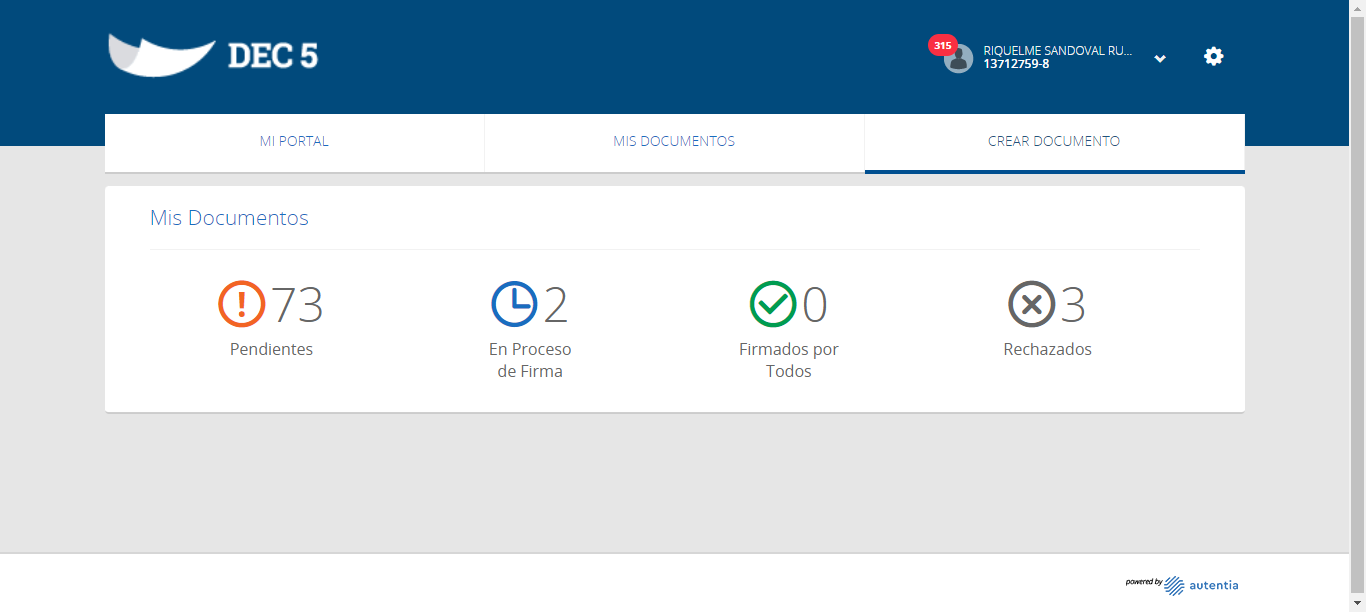 DEC 5
315
RIQUELME SANDOVAL RU...
13712759-8
MI PORTAL
MIS DOCUMENTOS
CREAR DOCUMENTO
Mis Documentos
73
Pendientes
2
En Proceso
de Firma
0
Firmados por
Todos
3
Rechazados
powered by autentia